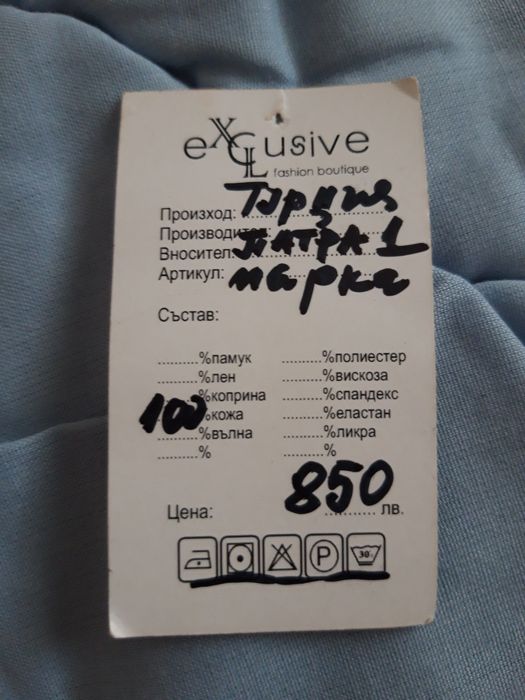 eXCLusive
fashion boutique
Произход: Турция
Производител:
Вносител: ПИТРА 1
Артикул: марка
Състав:
.........%памук .........%полиестер
.........%лен .........%вискоза
%коприна .........%спандекс
100 %кожа .........%еластан
.........%вълна .........%ликра
.........% .........%
Цена: 850 лв.
P
30°